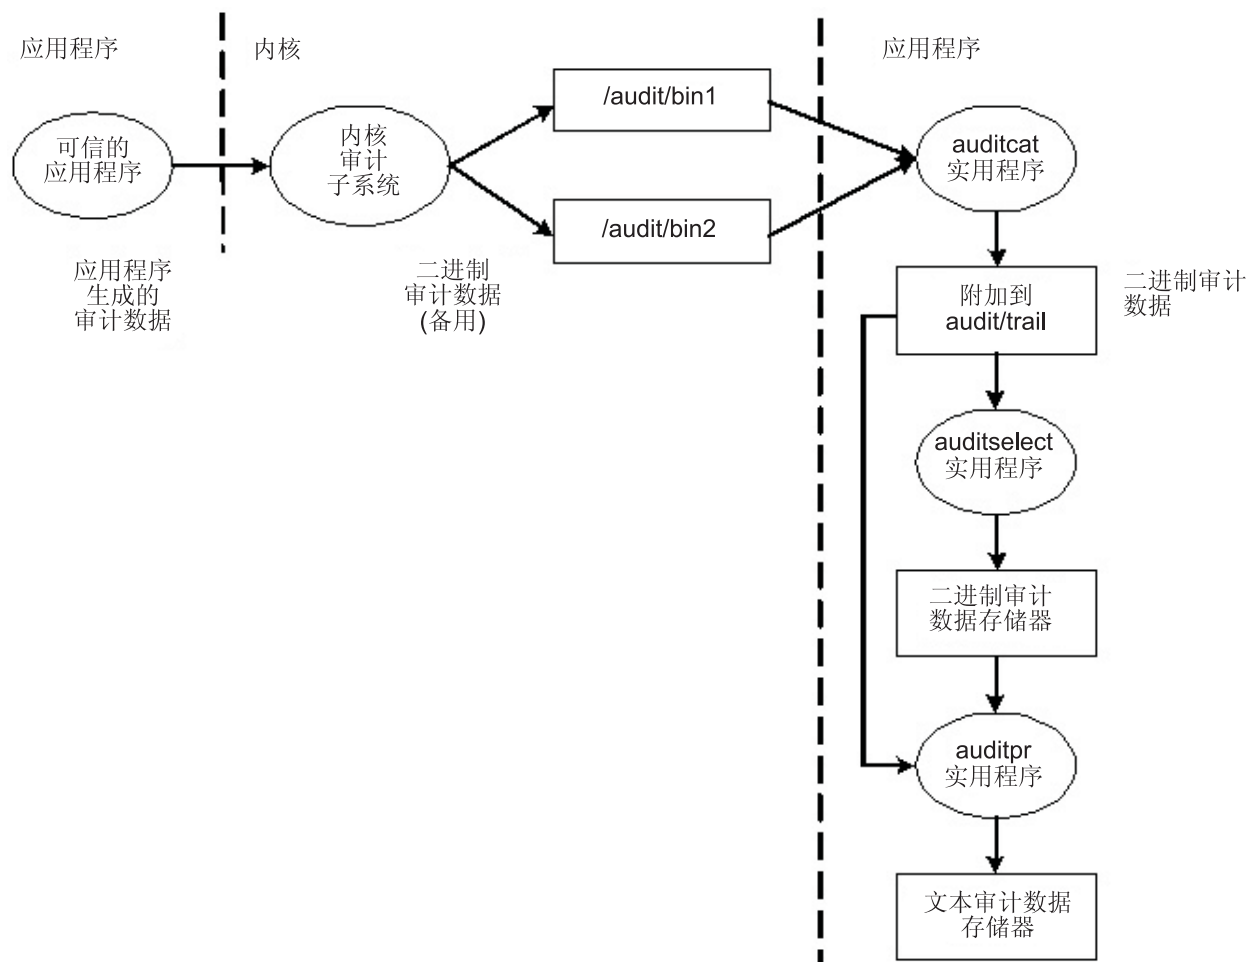 应用程序
内核
应用程序
可信的
应用程序
内核
审计
子系统
/audit/bin1
/audit/bin2
auditcat
实用程序
应用程序
生成的
审计数据
二进制
审计数据
(备用)
附加到
audit/trail
二进制审计
数据
auditselect
实用程序
二进制审计
数据存储器
auditpr
实用程序
文本审计数据
存储器